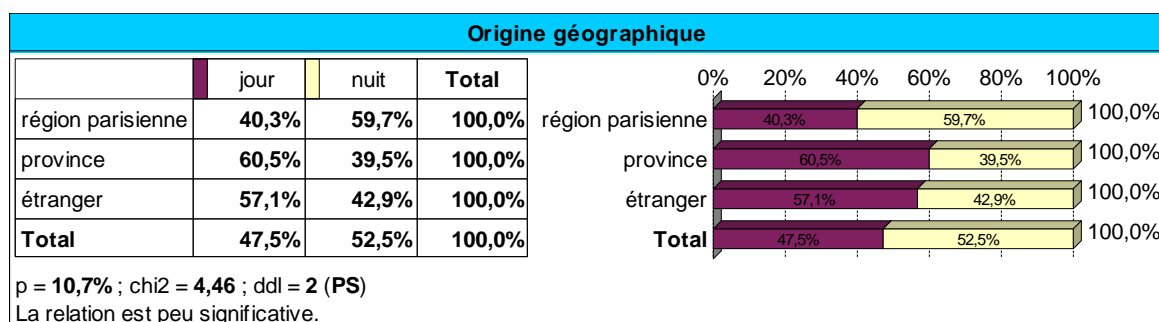 Origine géographique
jour nuit Total
région parisienne 40,3% 59,7% 100,0%
province 60,5% 39,5% 100,0%
étranger 57,1% 42,9% 100,0%
Total 47,5% 52,5% 100,0%
0% 20% 40% 60% 80% 100%
région parisienne 40,3% 59,7% 100,0%
province 60,5% 39,5% 100,0%
étranger 57,1% 42,9% 100,0%
Total 47,5% 52,5% 100,0%
p = 10,7% ; chi2 = 4,46 ; ddl = 2 (PS)
La relation est peu significative.